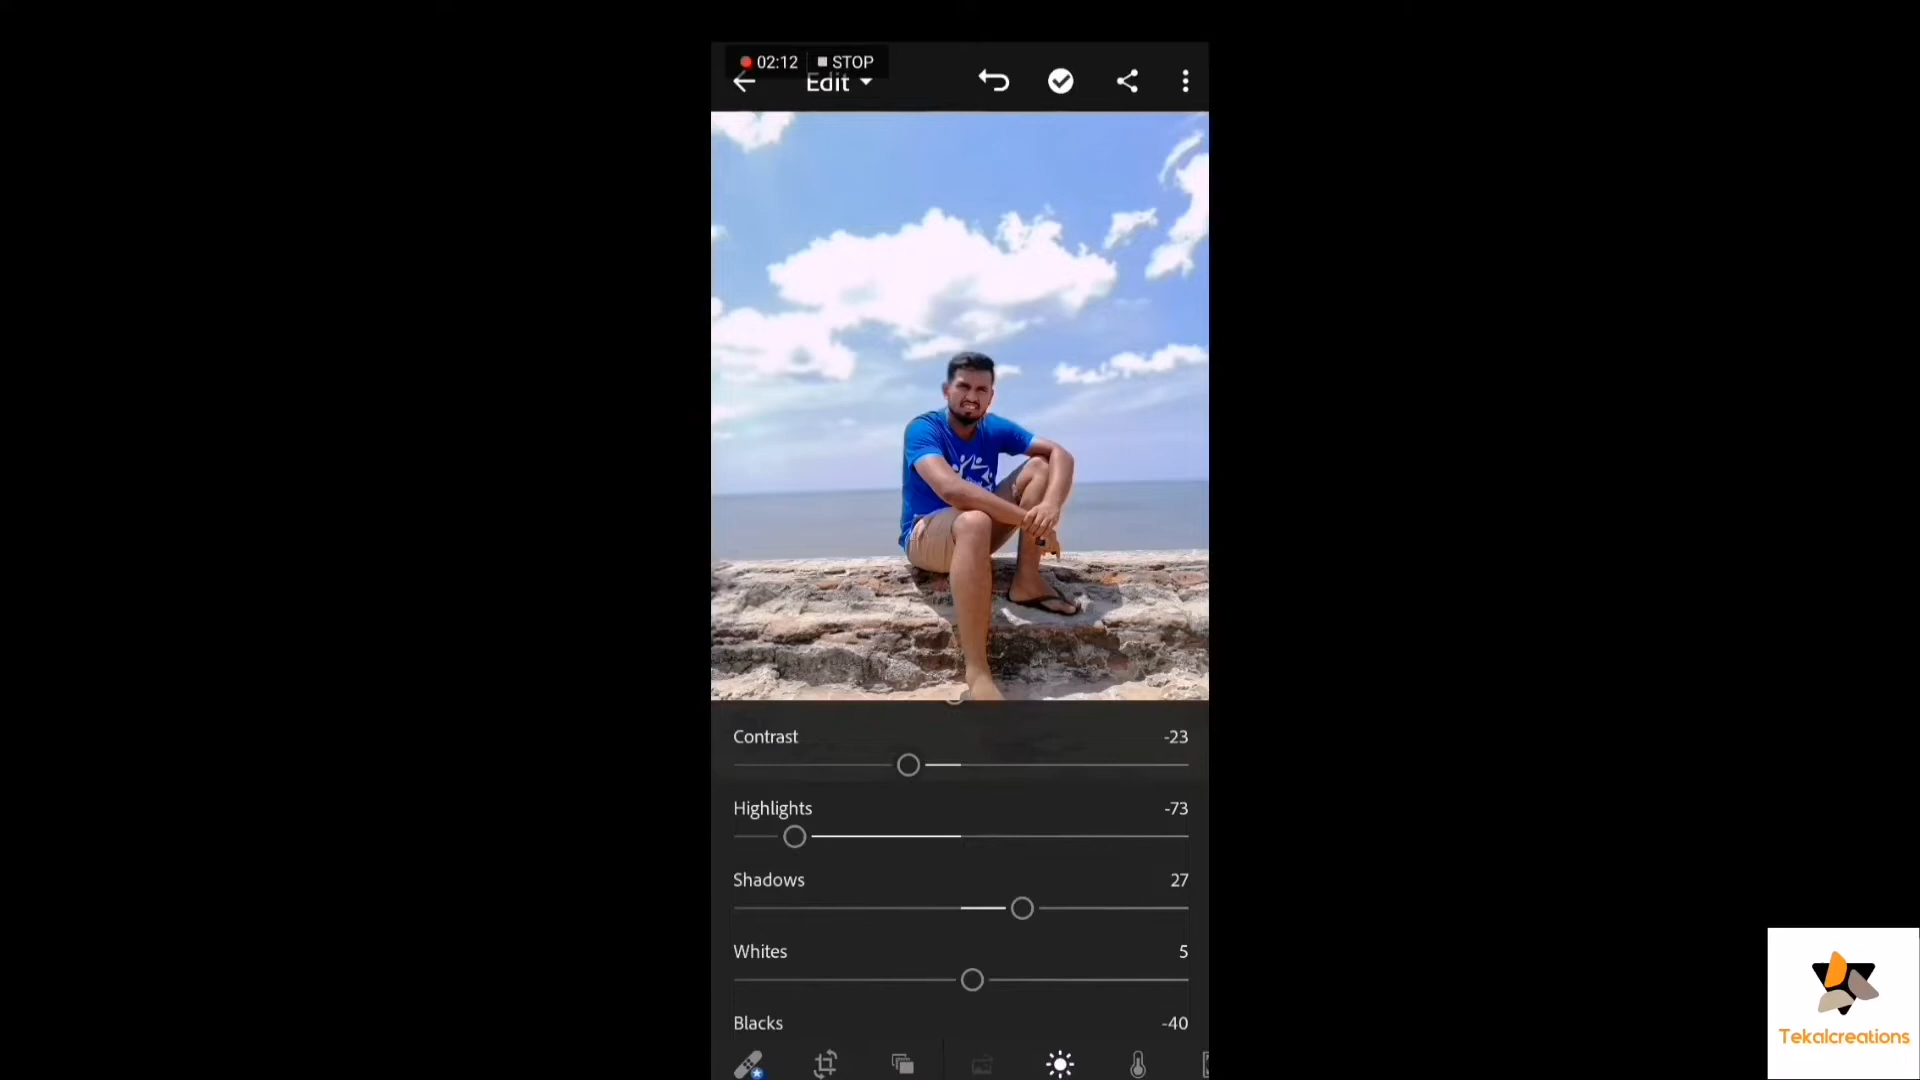 02:12 STOP
Edit
Contrast -23
Highlights -73
Shadows 27
Whites 5
Blacks -40
Tekalcreations